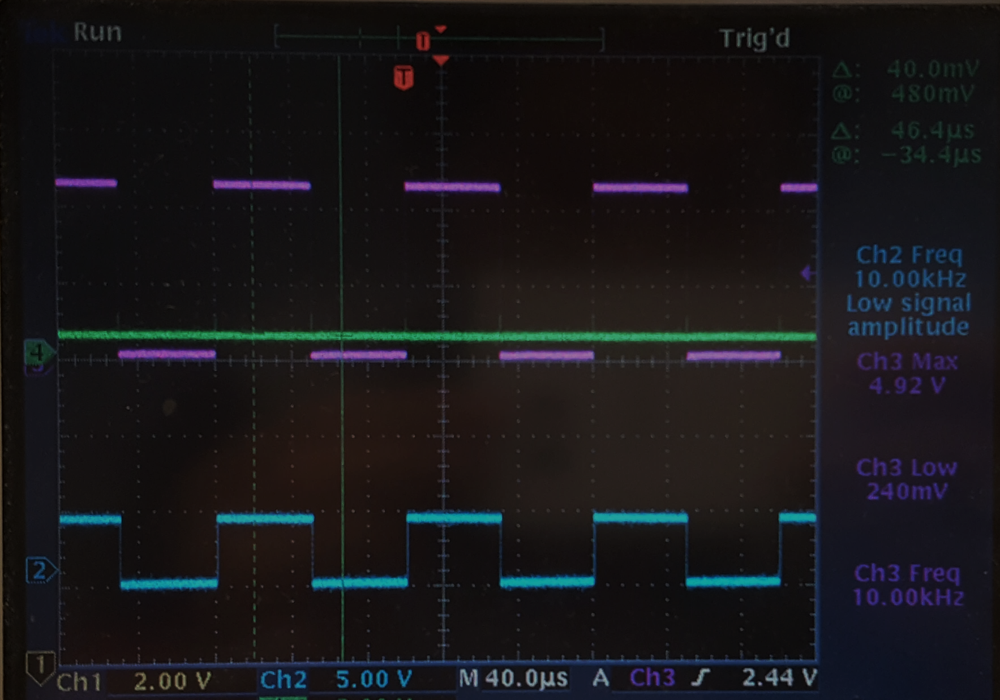 Run
Trig'd
T
T
Δ: 40.0mV
@: 480mV
Δ: 46.4µs
@: −34.4µs
Ch2 Freq
10.00kHz
Low signal
amplitude
4
Ch3 Max
4.92 V
Ch3 Low
240mV
2
Ch3 Freq
10.00kHz
1
Ch1 2.00 V Ch2 5.00 V M 40.0µs A Ch3 2.44 V